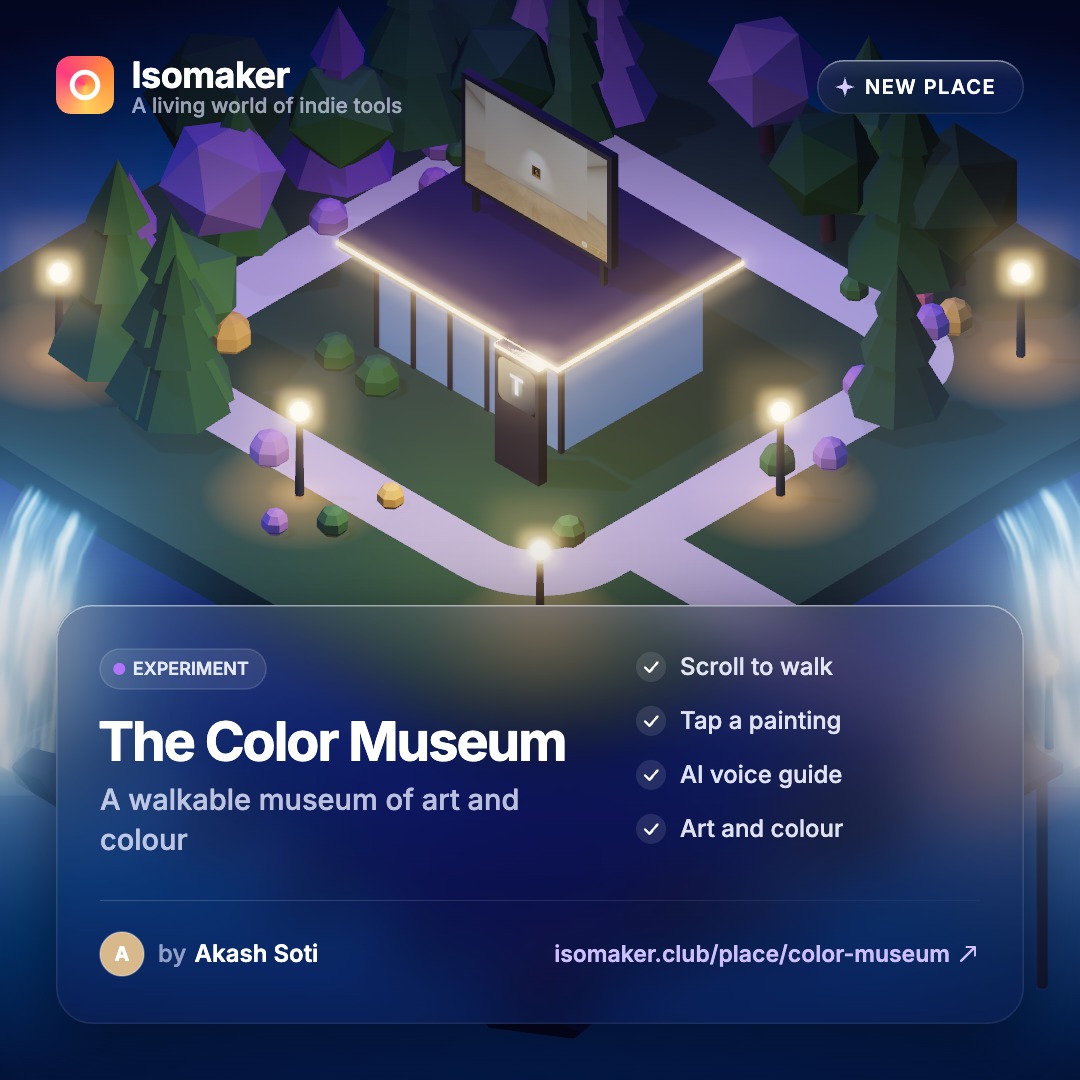 Isomaker
A living world of indie tools
NEW PLACE
T
EXPERIMENT
The Color Museum
A walkable museum of art and
colour
Scroll to walk
Tap a painting
AI voice guide
Art and colour
A
by Akash Soti
isomaker.club/place/color-museum ↗